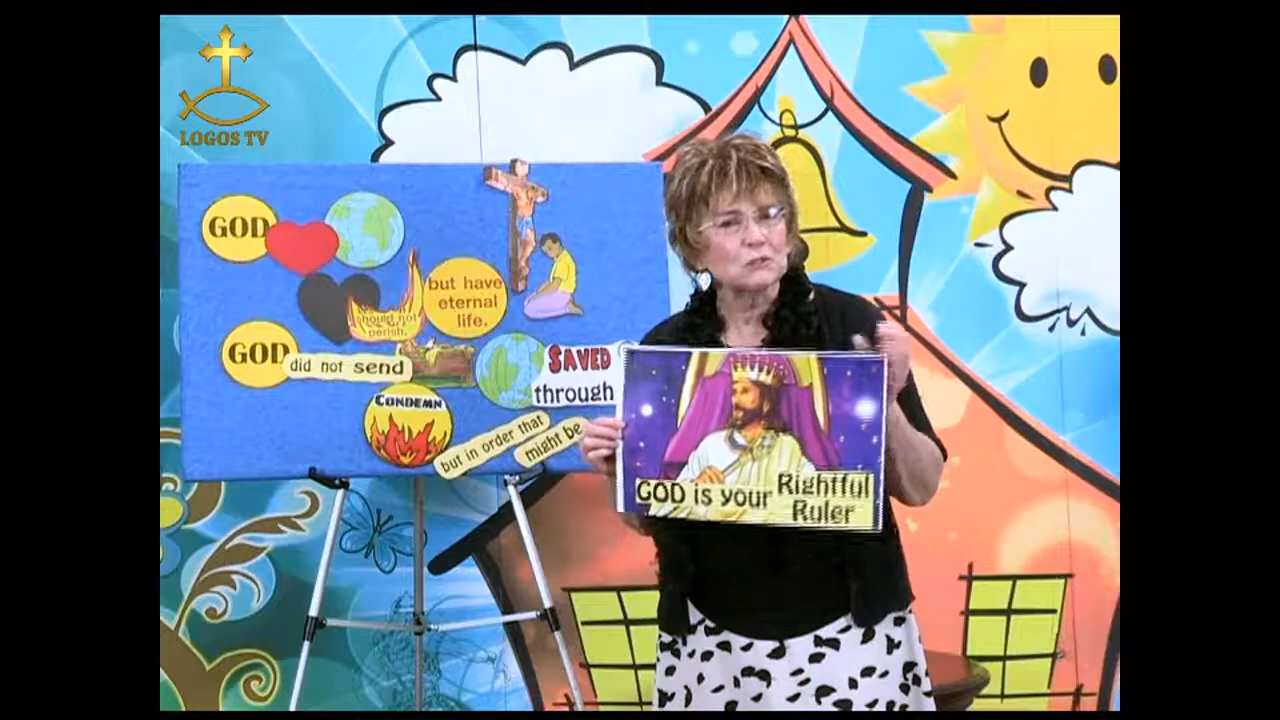 LOGOS TV
GOD
but have
eternal
life.
should not
perish.
GOD
did not send
SAVED
through
CONDEMN
but in order that
might be
GOD is your Rightful
Ruler